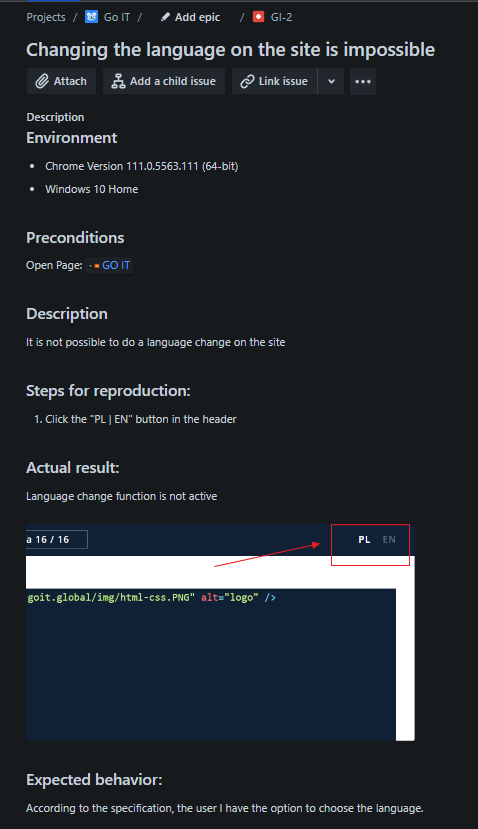 Projects / Go IT / Add epic / GI-2
Changing the language on the site is impossible
Attach Add a child issue Link issue
Description
Environment
• Chrome Version 111.0.5563.111 (64-bit)
• Windows 10 Home
Preconditions
Open Page: GO IT
Description
It is not possible to do a language change on the site
Steps for reproduction:
1. Click the "PL | EN" button in the header
Actual result:
Language change function is not active
a 16 / 16 PL | EN
goit.global/img/html-css.PNG" alt="logo" />
Expected behavior:
According to the specification, the user I have the option to choose the language.